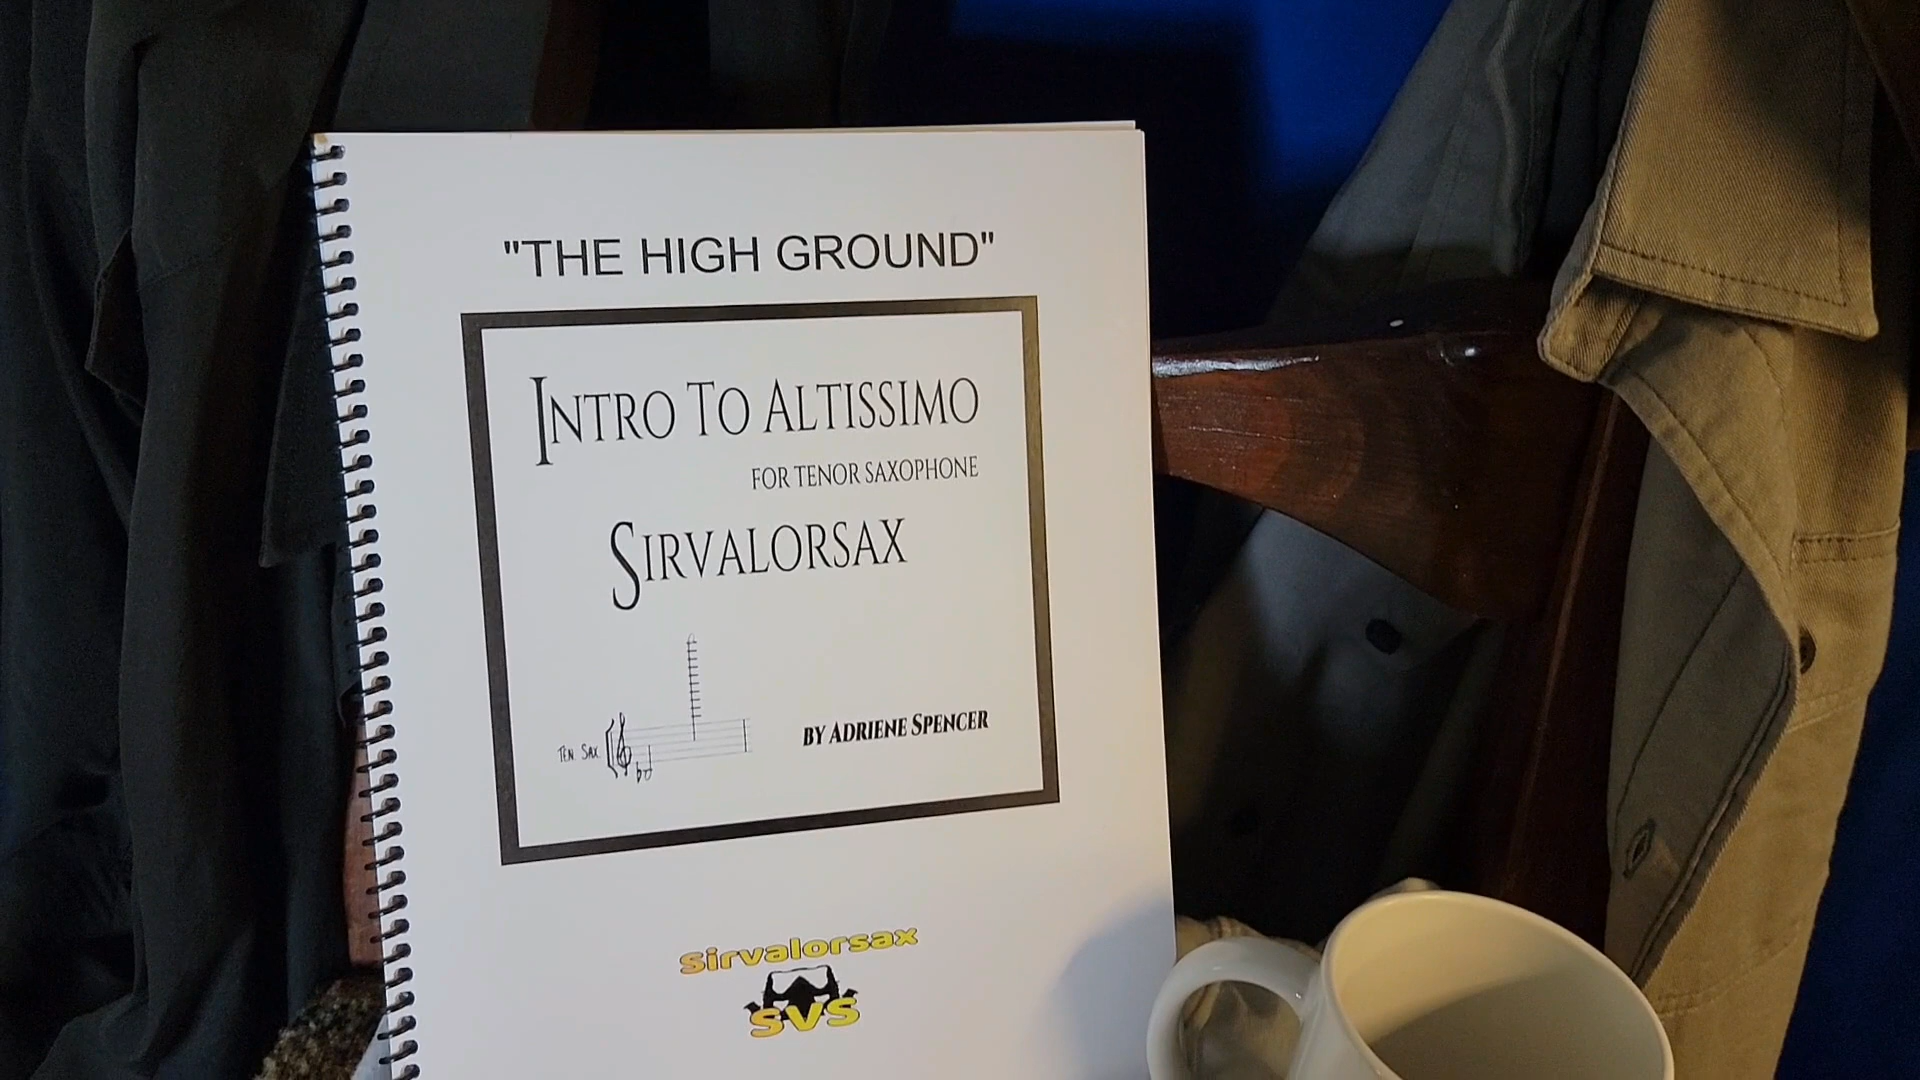 "THE HIGH GROUND"
INTRO TO ALTISSIMO
FOR TENOR SAXOPHONE
SIRVALORSAX
TEN. SAX.
BY ADRIENE SPENCER
Sirvalorsax
SVS